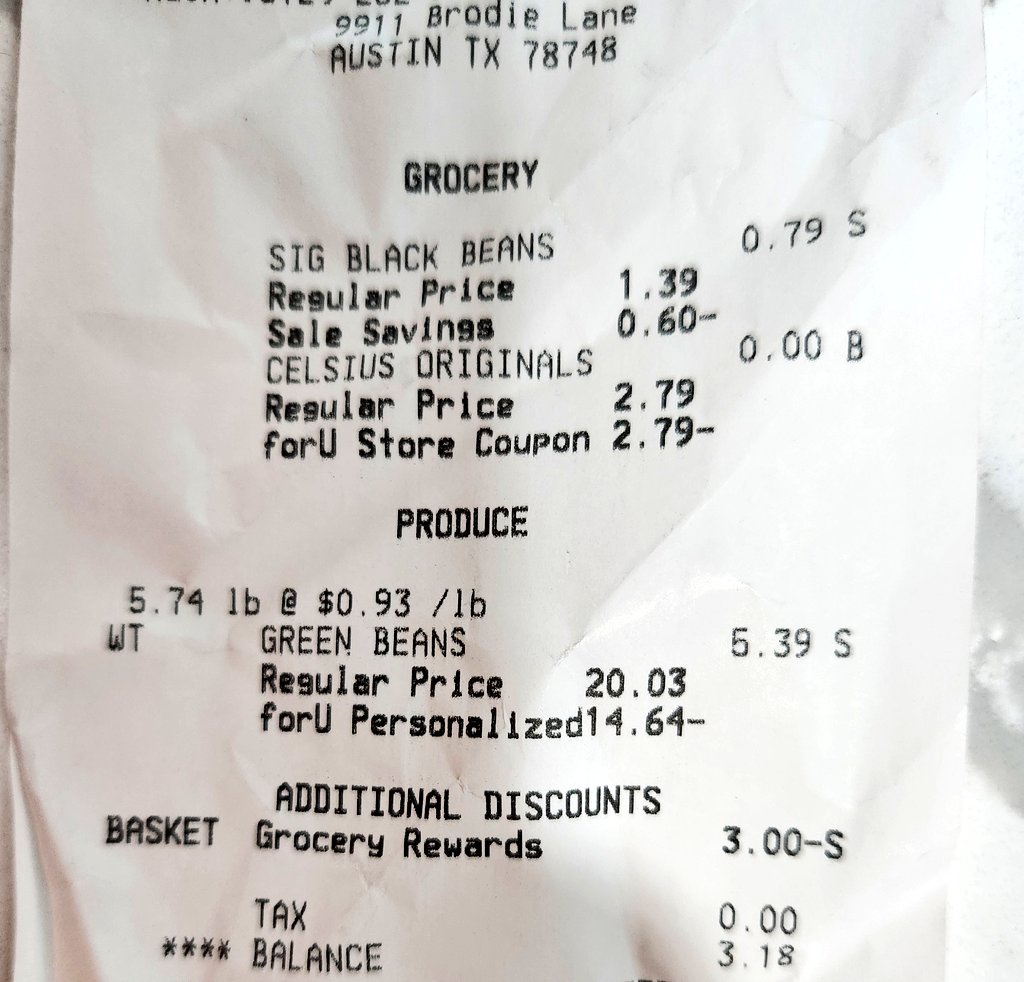 9911 Brodie Lane
AUSTIN TX 78748
GROCERY
SIG BLACK BEANS 0.79 S
Regular Price 1.39
Sale Savings 0.60-
CELSIUS ORIGINALS 0.00 B
Regular Price 2.79
forU Store Coupon 2.79-
PRODUCE
5.74 lb @ $0.93 /lb
WT GREEN BEANS 5.39 S
Regular Price 20.03
forU Personalized14.64-
ADDITIONAL DISCOUNTS
BASKET Grocery Rewards 3.00-S
TAX 0.00
**** BALANCE 3.18